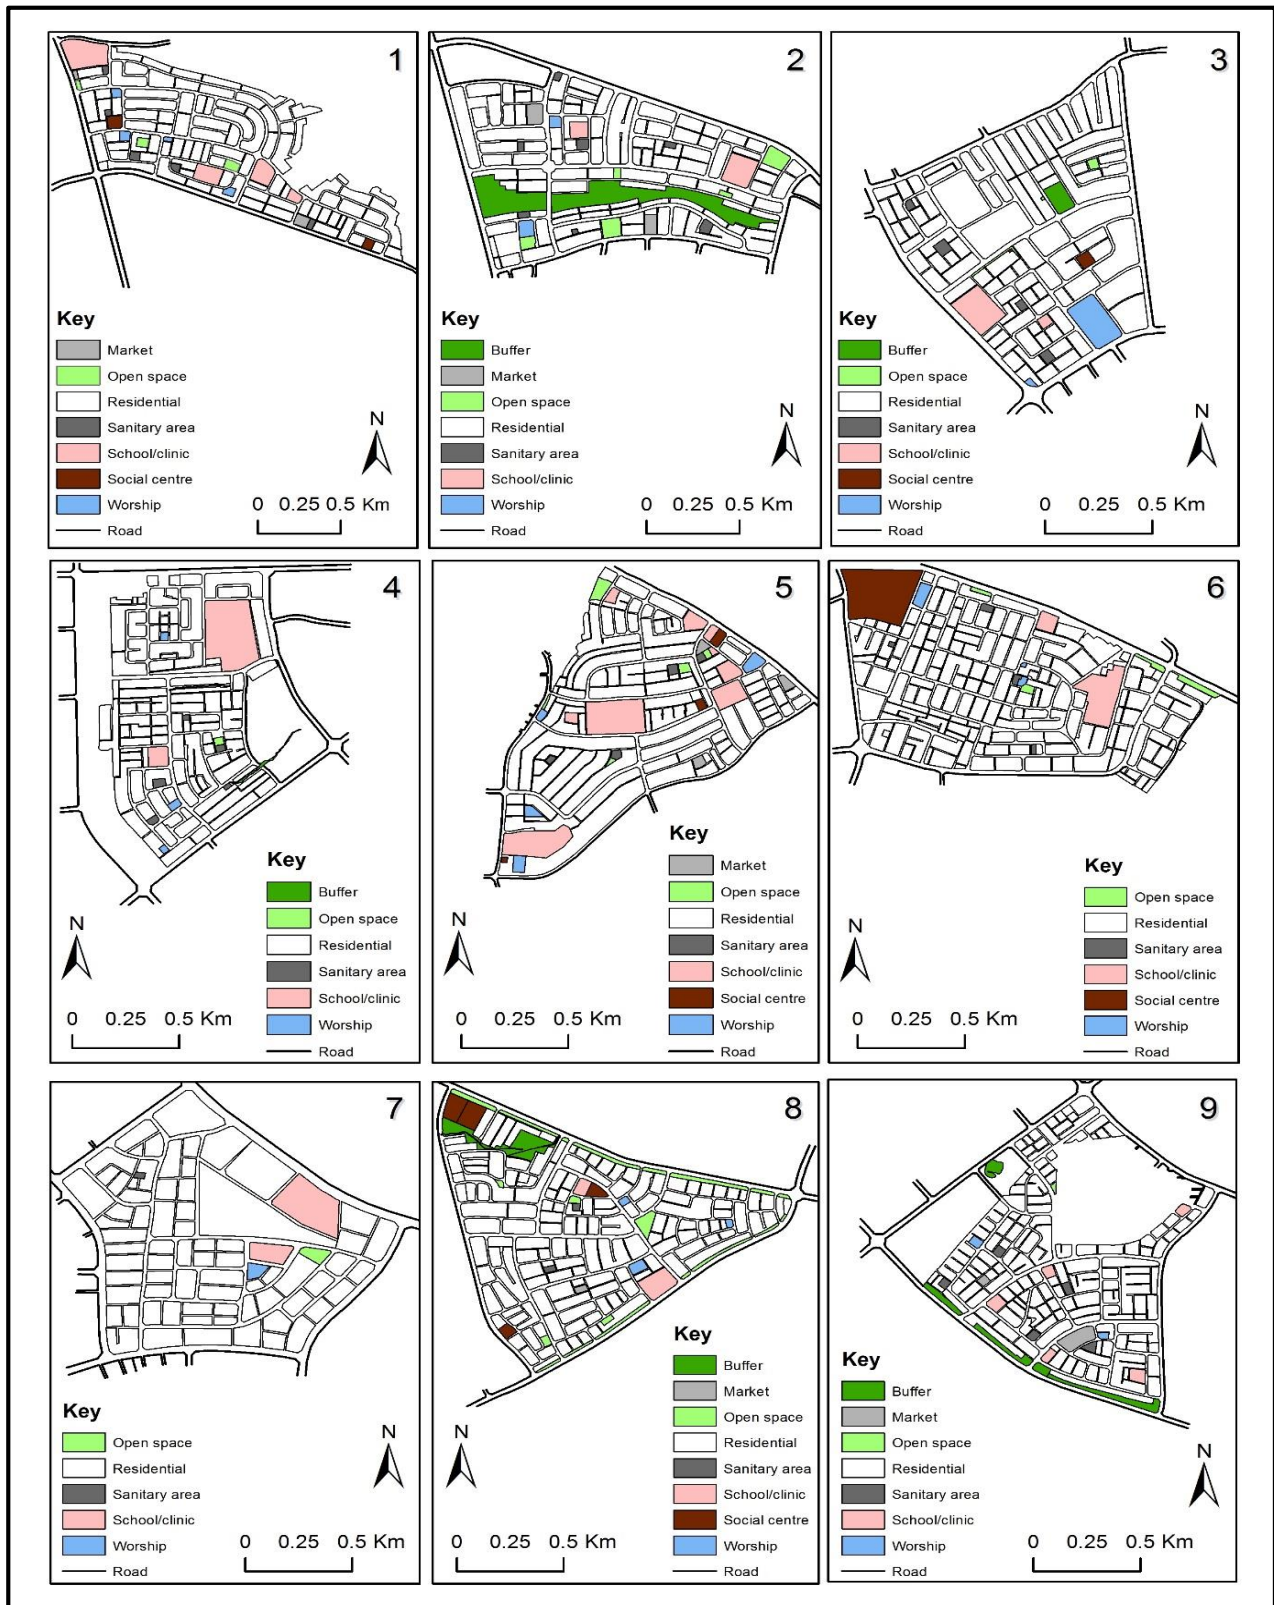 1
Key
Market
Open space
Residential
Sanitary area
School/clinic
Social centre
Worship
Road
N
0 0.25 0.5 Km
2
Key
Buffer
Market
Open space
Residential
Sanitary area
School/clinic
Worship
Road
N
0 0.25 0.5 Km
3
Key
Buffer
Open space
Residential
Sanitary area
School/clinic
Social centre
Worship
Road
N
0 0.25 0.5 Km
4
Key
Buffer
Open space
Residential
Sanitary area
School/clinic
Worship
Road
N
0 0.25 0.5 Km
5
Key
Market
Open space
Residential
Sanitary area
School/clinic
Social centre
Worship
Road
N
0 0.25 0.5 Km
6
Key
Open space
Residential
Sanitary area
School/clinic
Social centre
Worship
Road
N
0 0.25 0.5 Km
7
Key
Open space
Residential
Sanitary area
School/clinic
Worship
Road
N
0 0.25 0.5 Km
8
Key
Buffer
Market
Open space
Residential
Sanitary area
School/clinic
Social centre
Worship
Road
N
0 0.25 0.5 Km
9
Key
Buffer
Market
Open space
Residential
Sanitary area
School/clinic
Worship
Road
N
0 0.25 0.5 Km